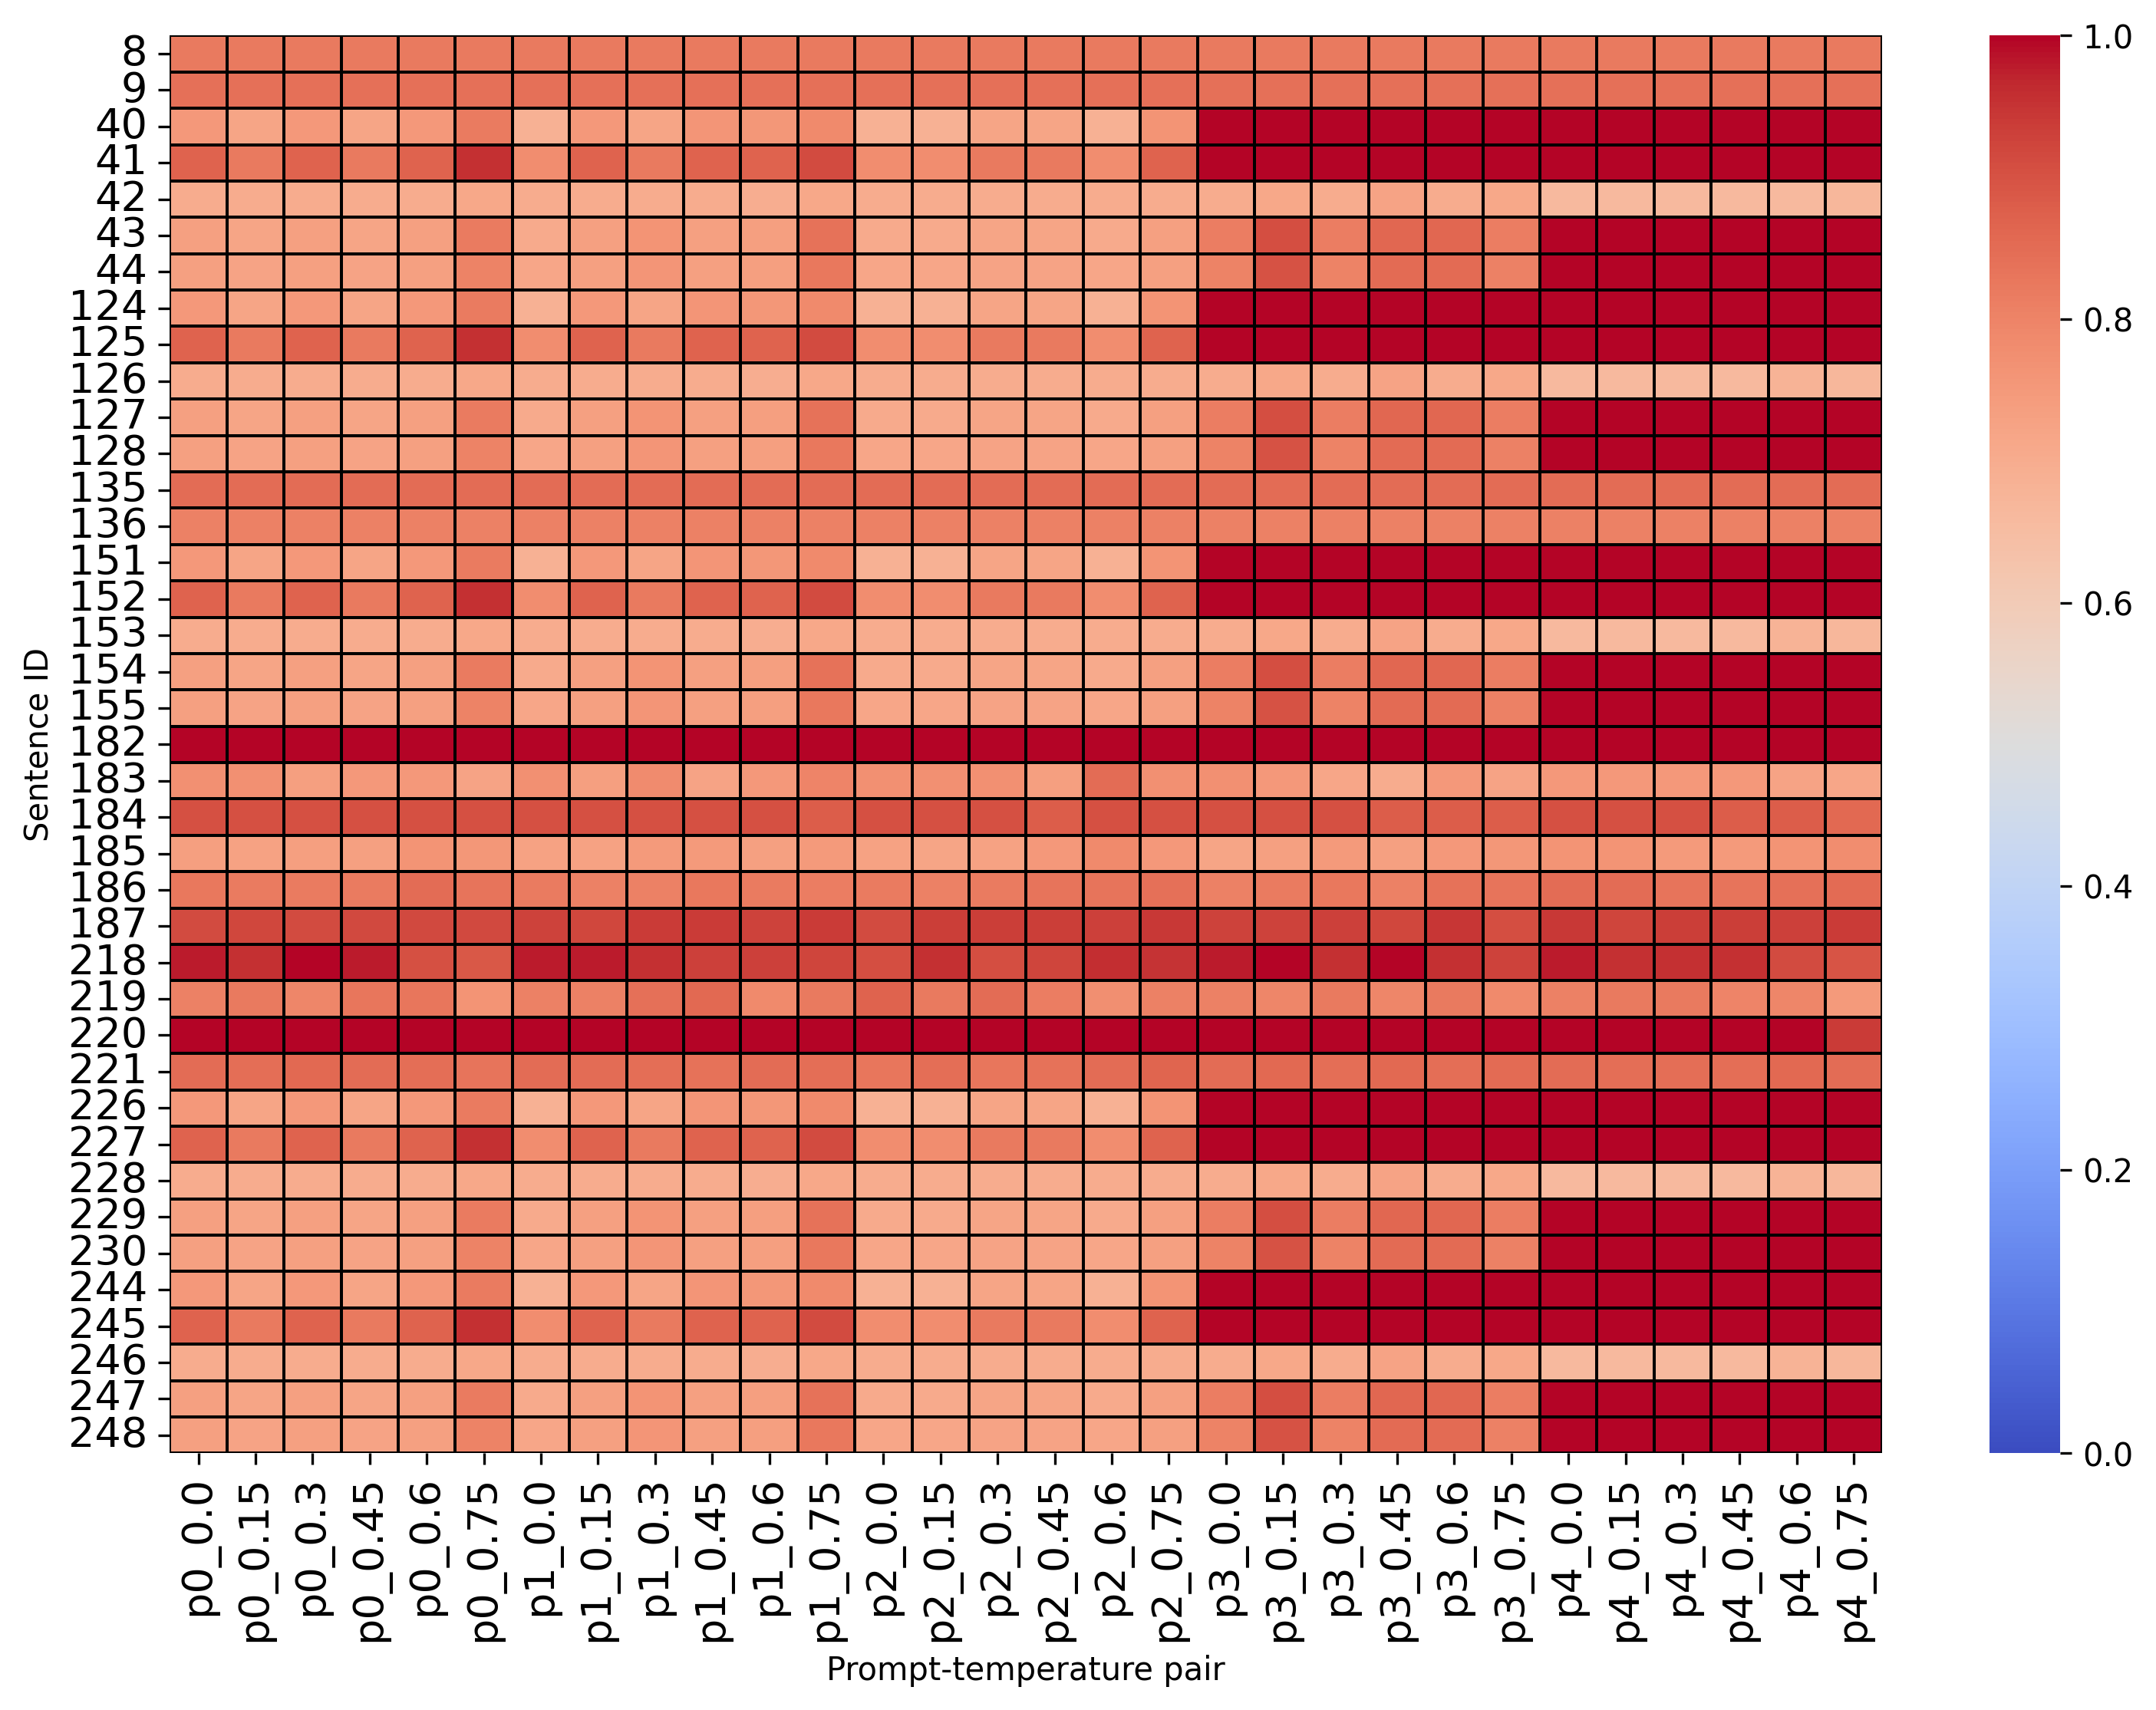 Sentence ID
8
9
40
41
42
43
44
124
125
126
127
128
135
136
151
152
153
154
155
182
183
184
185
186
187
218
219
220
221
226
227
228
229
230
244
245
246
247
248
p0_0.0
p0_0.15
p0_0.3
p0_0.45
p0_0.6
p0_0.75
p1_0.0
p1_0.15
p1_0.3
p1_0.45
p1_0.6
p1_0.75
p2_0.0
p2_0.15
p2_0.3
p2_0.45
p2_0.6
p2_0.75
p3_0.0
p3_0.15
p3_0.3
p3_0.45
p3_0.6
p3_0.75
p4_0.0
p4_0.15
p4_0.3
p4_0.45
p4_0.6
p4_0.75
Prompt-temperature pair
1.0
0.8
0.6
0.4
0.2
0.0